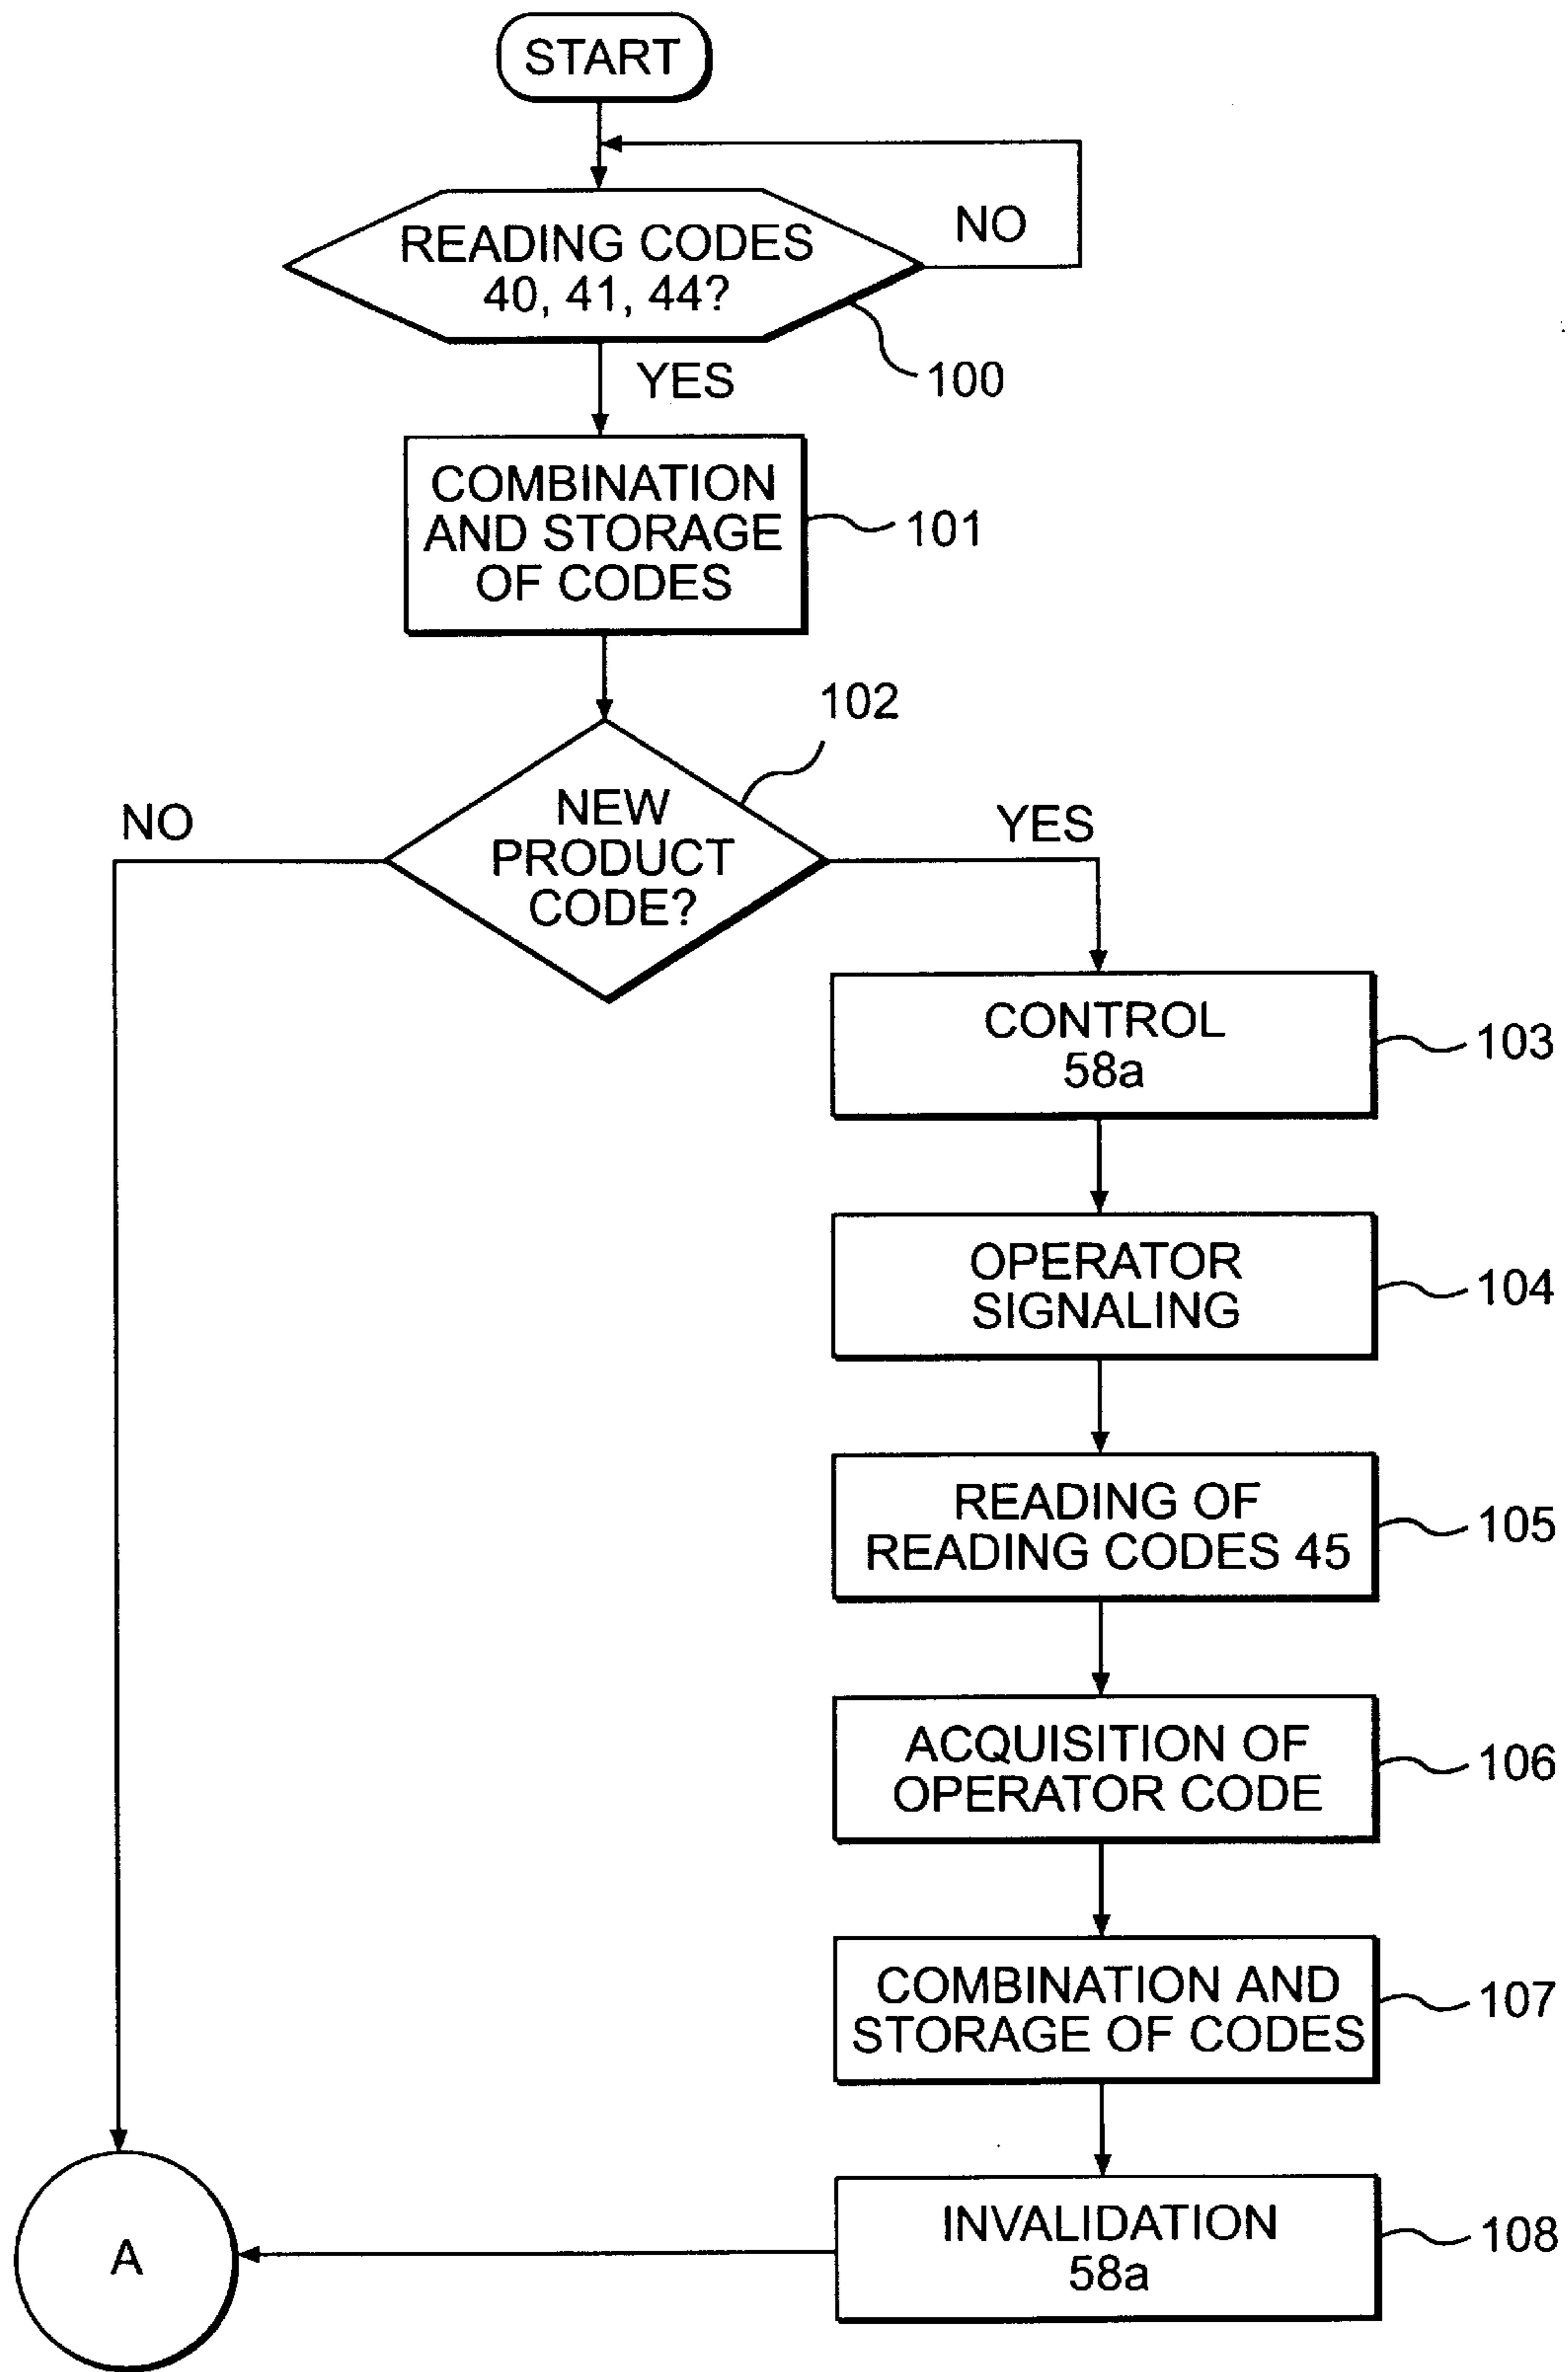 START
NO
READING CODES
40, 41, 44?
100
YES
COMBINATION
AND STORAGE
OF CODES
101
102
NO
NEW
PRODUCT
CODE?
YES
CONTROL
58a
103
OPERATOR
SIGNALING
104
READING OF
READING CODES 45
105
ACQUISITION OF
OPERATOR CODE
106
COMBINATION AND
STORAGE OF CODES
107
INVALIDATION
58a
108
A